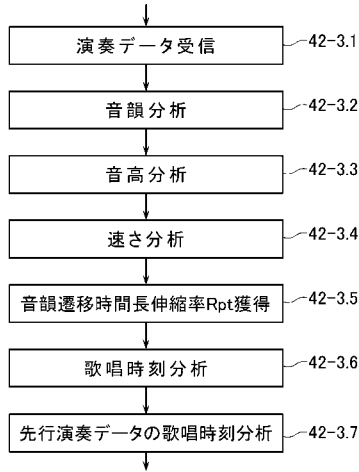 演奏データ受信 42-3.1
音韻分析 42-3.2
音高分析 42-3.3
速さ分析 42-3.4
音韻遷移時間長伸縮率Rpt獲得 42-3.5
歌唱時刻分析 42-3.6
先行演奏データの歌唱時刻分析 42-3.7